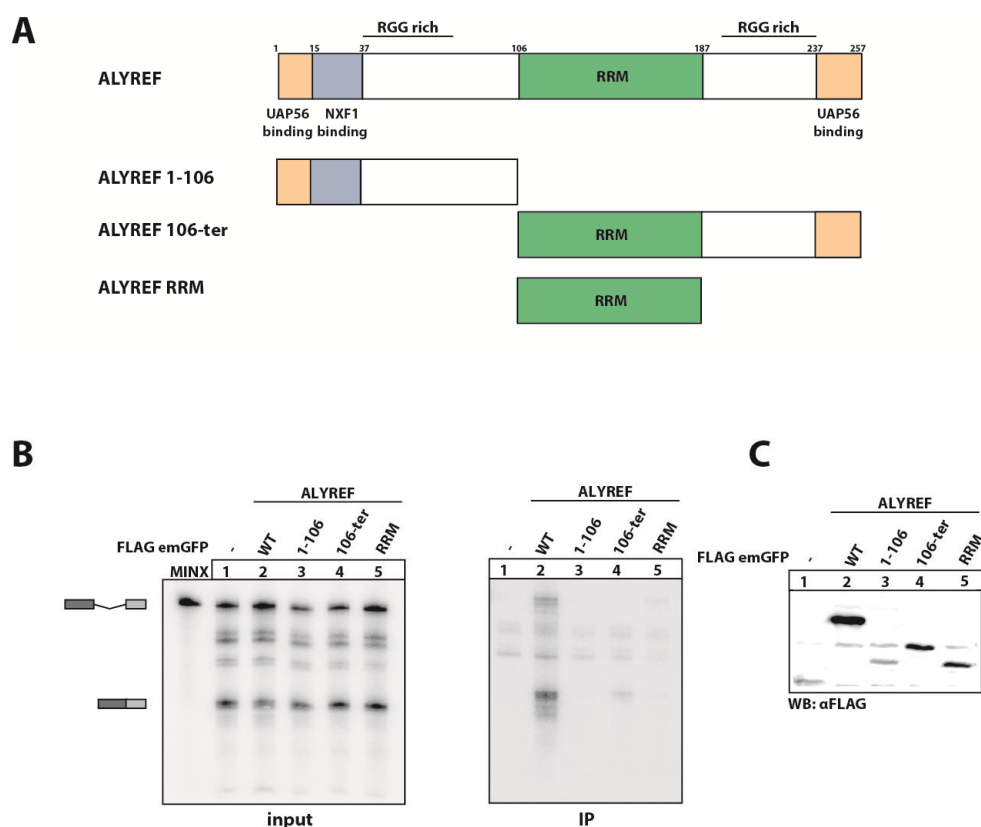 A
RGG rich RGG rich
1 15 37 106 187 237 257
ALYREF RRM
UAP56 NXF1 UAP56
binding binding binding
ALYREF 1-106
ALYREF 106-ter RRM
ALYREF RRM RRM
B
ALYREF
FLAG emGFP - WT 1-106 106-ter RRM
MINX 1 2 3 4 5
input
ALYREF
- WT 1-106 106-ter RRM
1 2 3 4 5
IP
C
ALYREF
FLAG emGFP - WT 1-106 106-ter RRM
1 2 3 4 5
WB: αFLAG